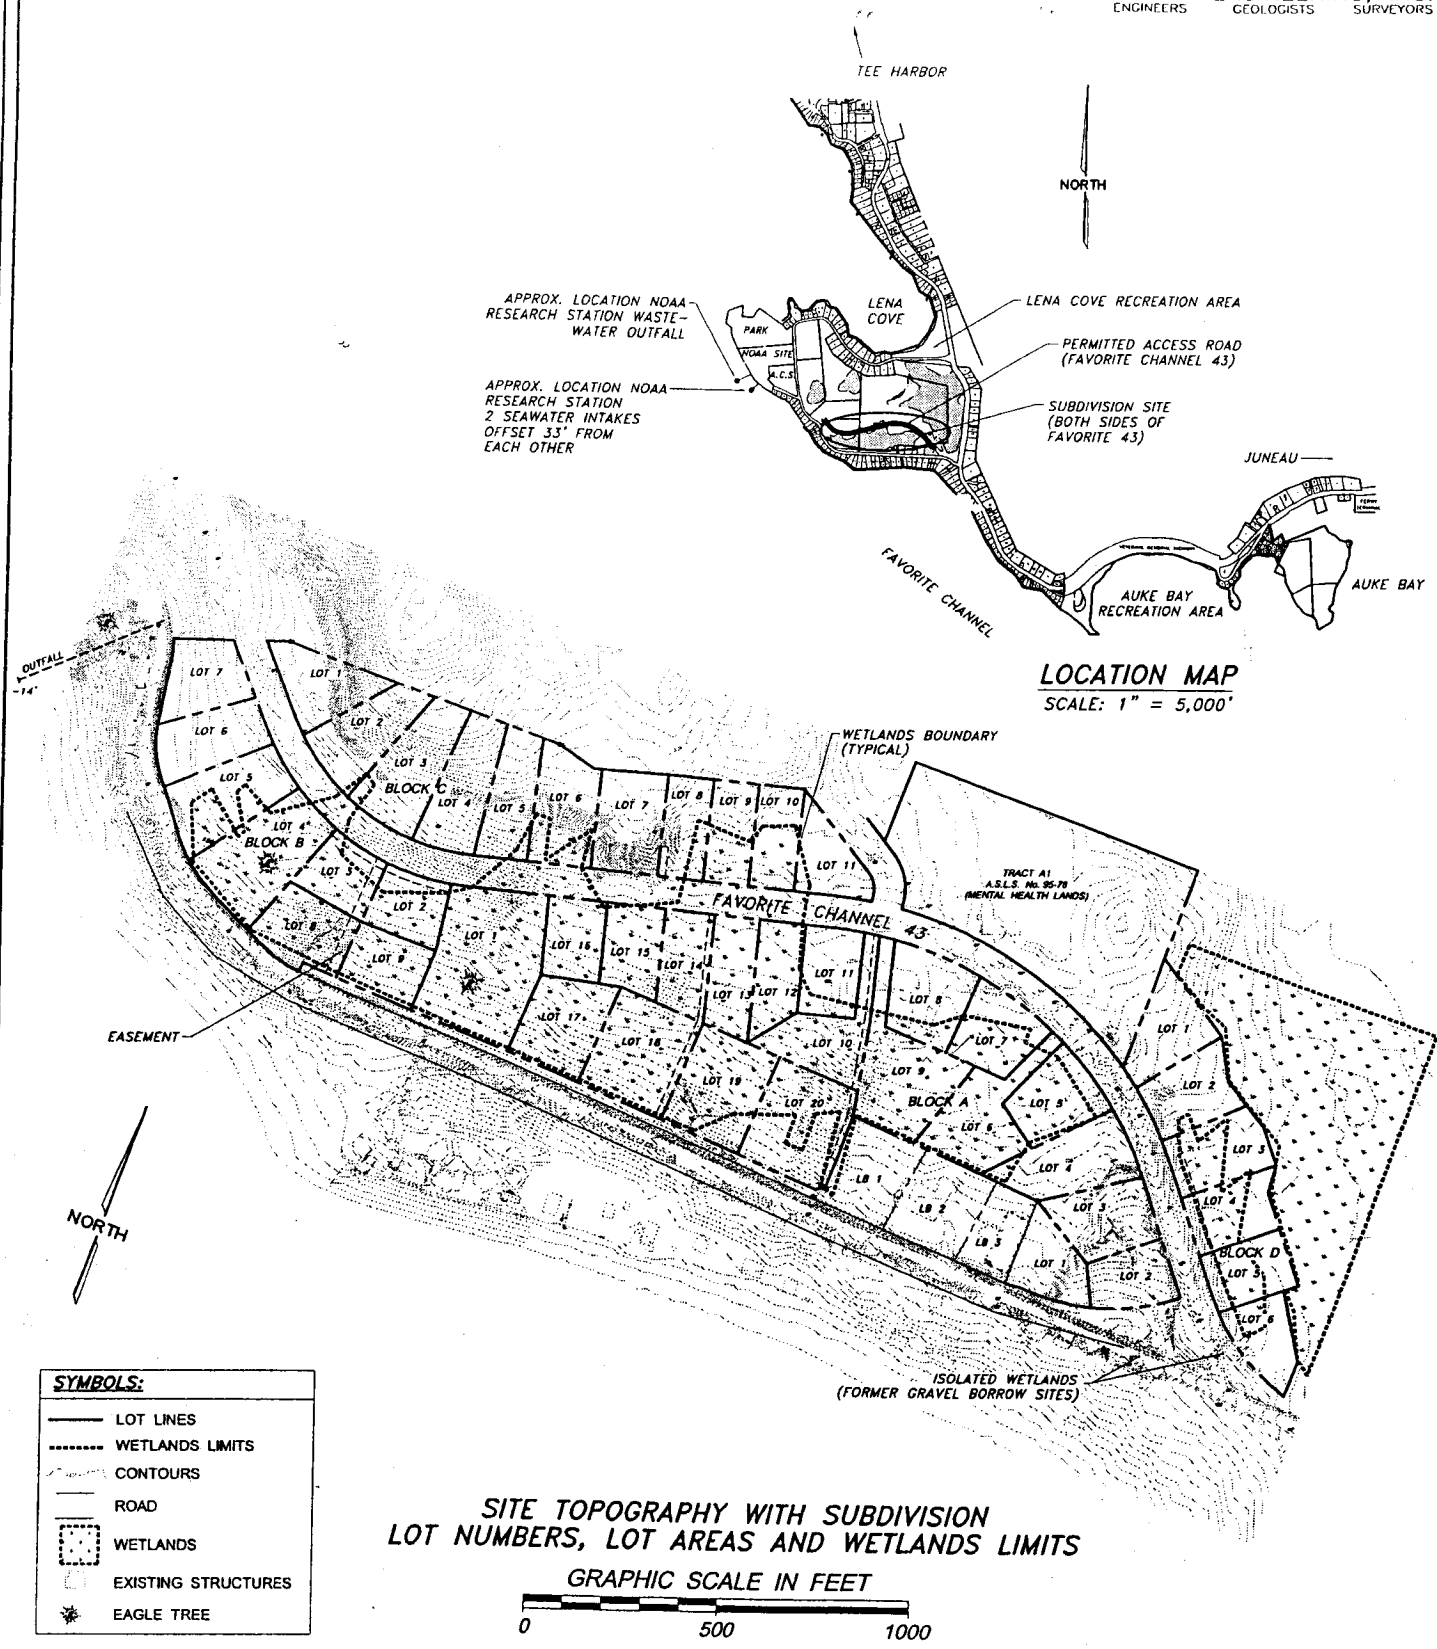 ENGINEERS GEOLOGISTS SURVEYORS
TEE HARBOR
NORTH
APPROX. LOCATION NOAA
RESEARCH STATION WASTE-
WATER OUTFALL
LENA
COVE
LENA COVE RECREATION AREA
PARK
NOAA SITE
A.C.S.
PERMITTED ACCESS ROAD
(FAVORITE CHANNEL 43)
APPROX. LOCATION NOAA
RESEARCH STATION
2 SEAWATER INTAKES
OFFSET 33' FROM
EACH OTHER
SUBDIVISION SITE
(BOTH SIDES OF
FAVORITE 43)
JUNEAU
FERRY
TERMINAL
FAVORITE CHANNEL
AUKE BAY
RECREATION AREA
AUKE BAY
LOCATION MAP
SCALE: 1" = 5,000'
OUTFALL
-14'
LOT 7
LOT 6
LOT 5
LOT 4
BLOCK B
LOT 3
LOT 2
LOT 1
LOT 8
LOT 9
LOT 1
LOT 2
LOT 3
BLOCK C
LOT 4
LOT 5
LOT 6
LOT 7
LOT 8
LOT 9
LOT 10
LOT 11
WETLANDS BOUNDARY
(TYPICAL)
TRACT A1
A.S.L.S. No. 95-78
(MENTAL HEALTH LANDS)
FAVORITE CHANNEL 43
LOT 16
LOT 15
LOT 14
LOT 13
LOT 12
LOT 11
LOT 8
LOT 7
LOT 17
LOT 18
LOT 19
LOT 10
LOT 20
LOT 9
BLOCK A
LOT 5
LOT 6
LOT 4
LOT 3
LOT 1
LOT 2
LB 1
LB 2
LB 3
LOT 1
LOT 2
LOT 3
LOT 4
BLOCK D
LOT 5
LOT 6
EASEMENT
NORTH
ISOLATED WETLANDS
(FORMER GRAVEL BORROW SITES)
SYMBOLS:
LOT LINES
WETLANDS LIMITS
CONTOURS
ROAD
WETLANDS
EXISTING STRUCTURES
EAGLE TREE
SITE TOPOGRAPHY WITH SUBDIVISION
LOT NUMBERS, LOT AREAS AND WETLANDS LIMITS
GRAPHIC SCALE IN FEET
0 500 1000